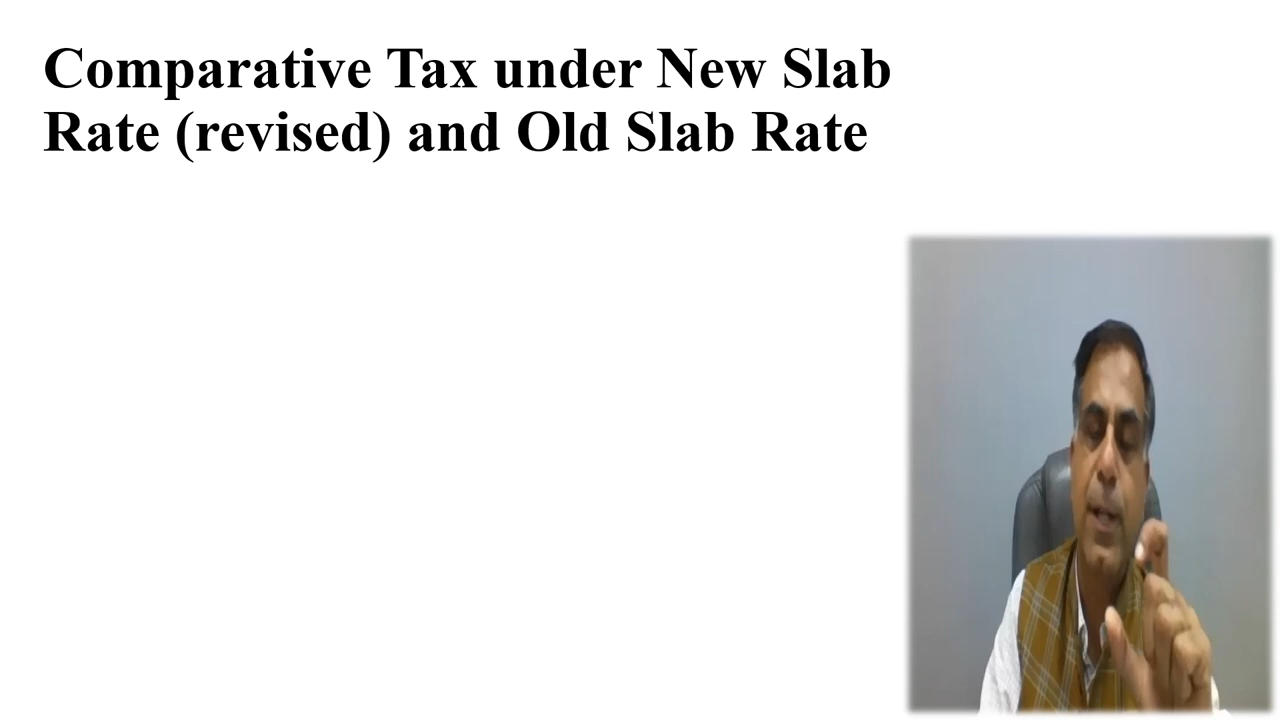 Comparative Tax under New Slab
Rate (revised) and Old Slab Rate